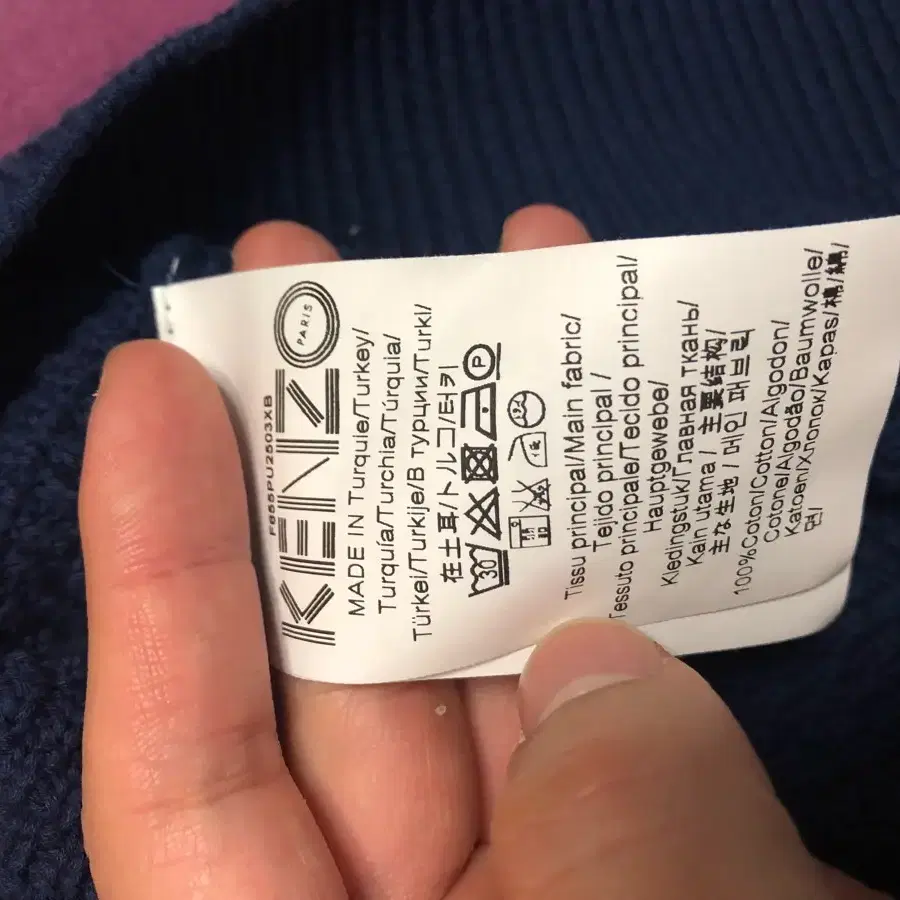 F855PU2503XB
KENZO
PARIS
MADE IN Turquie/Turkey/
Turquía/Turchia/Túrquia/
Türkei/Turkije/В турции/Turki/
在土耳/トルコ/터키
30
P
Tissu principal/Main fabric/
Tejido principal /
Tessuto principale/Tecido principal/
Hauptgewebe/
Kledingstuk/Главная ткань/
Kain utama / 主要结构/
主な生地 / 메인 패브릭
100%Coton/Cotton/Algodon/
Cotone/Algodão/Baumwolle/
Katoen/Хлопок/Kapas/棉/綿/
면/